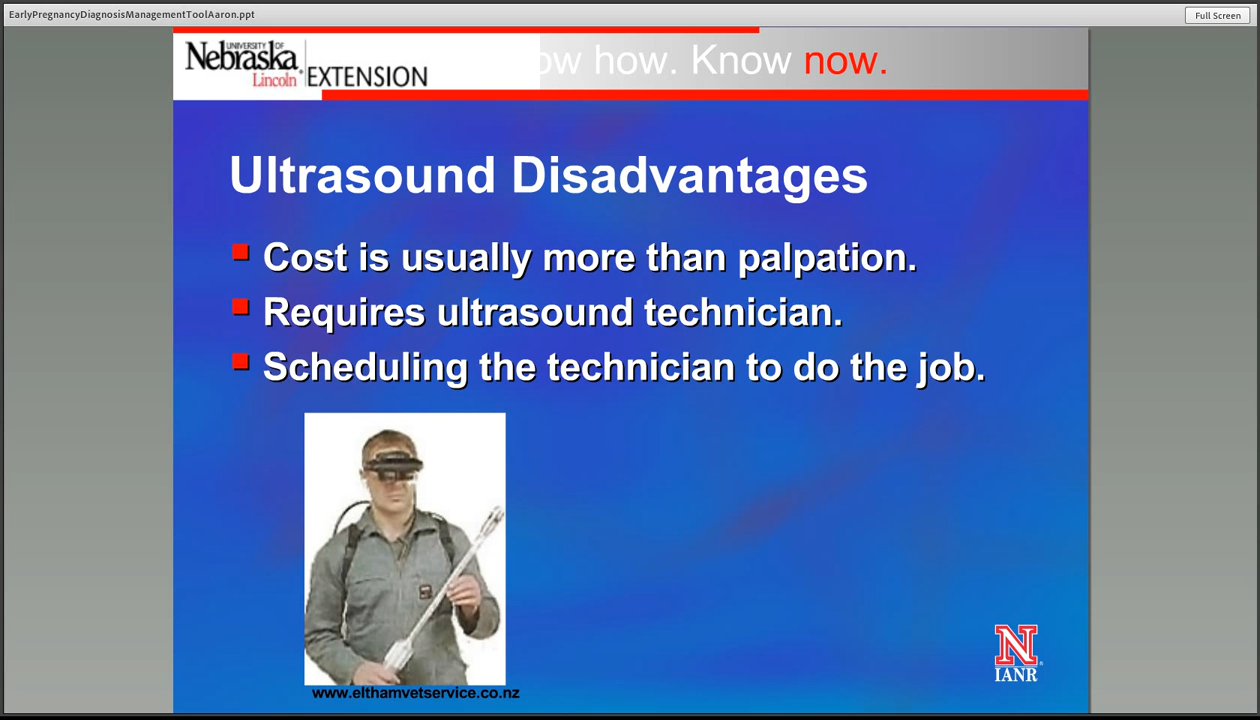 EarlyPregnancyDiagnosisManagementToolAaron.ppt
Full Screen
UNIVERSITY OF
Nebraska
Lincoln
EXTENSION
ow how. Know now.
Ultrasound Disadvantages
Cost is usually more than palpation.
Requires ultrasound technician.
Scheduling the technician to do the job.
www.elthamvetservice.co.nz
N
IANR